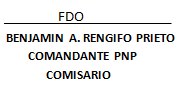 FDO
BENJAMIN A. RENGIFO PRIETO
COMANDANTE PNP
COMISARIO